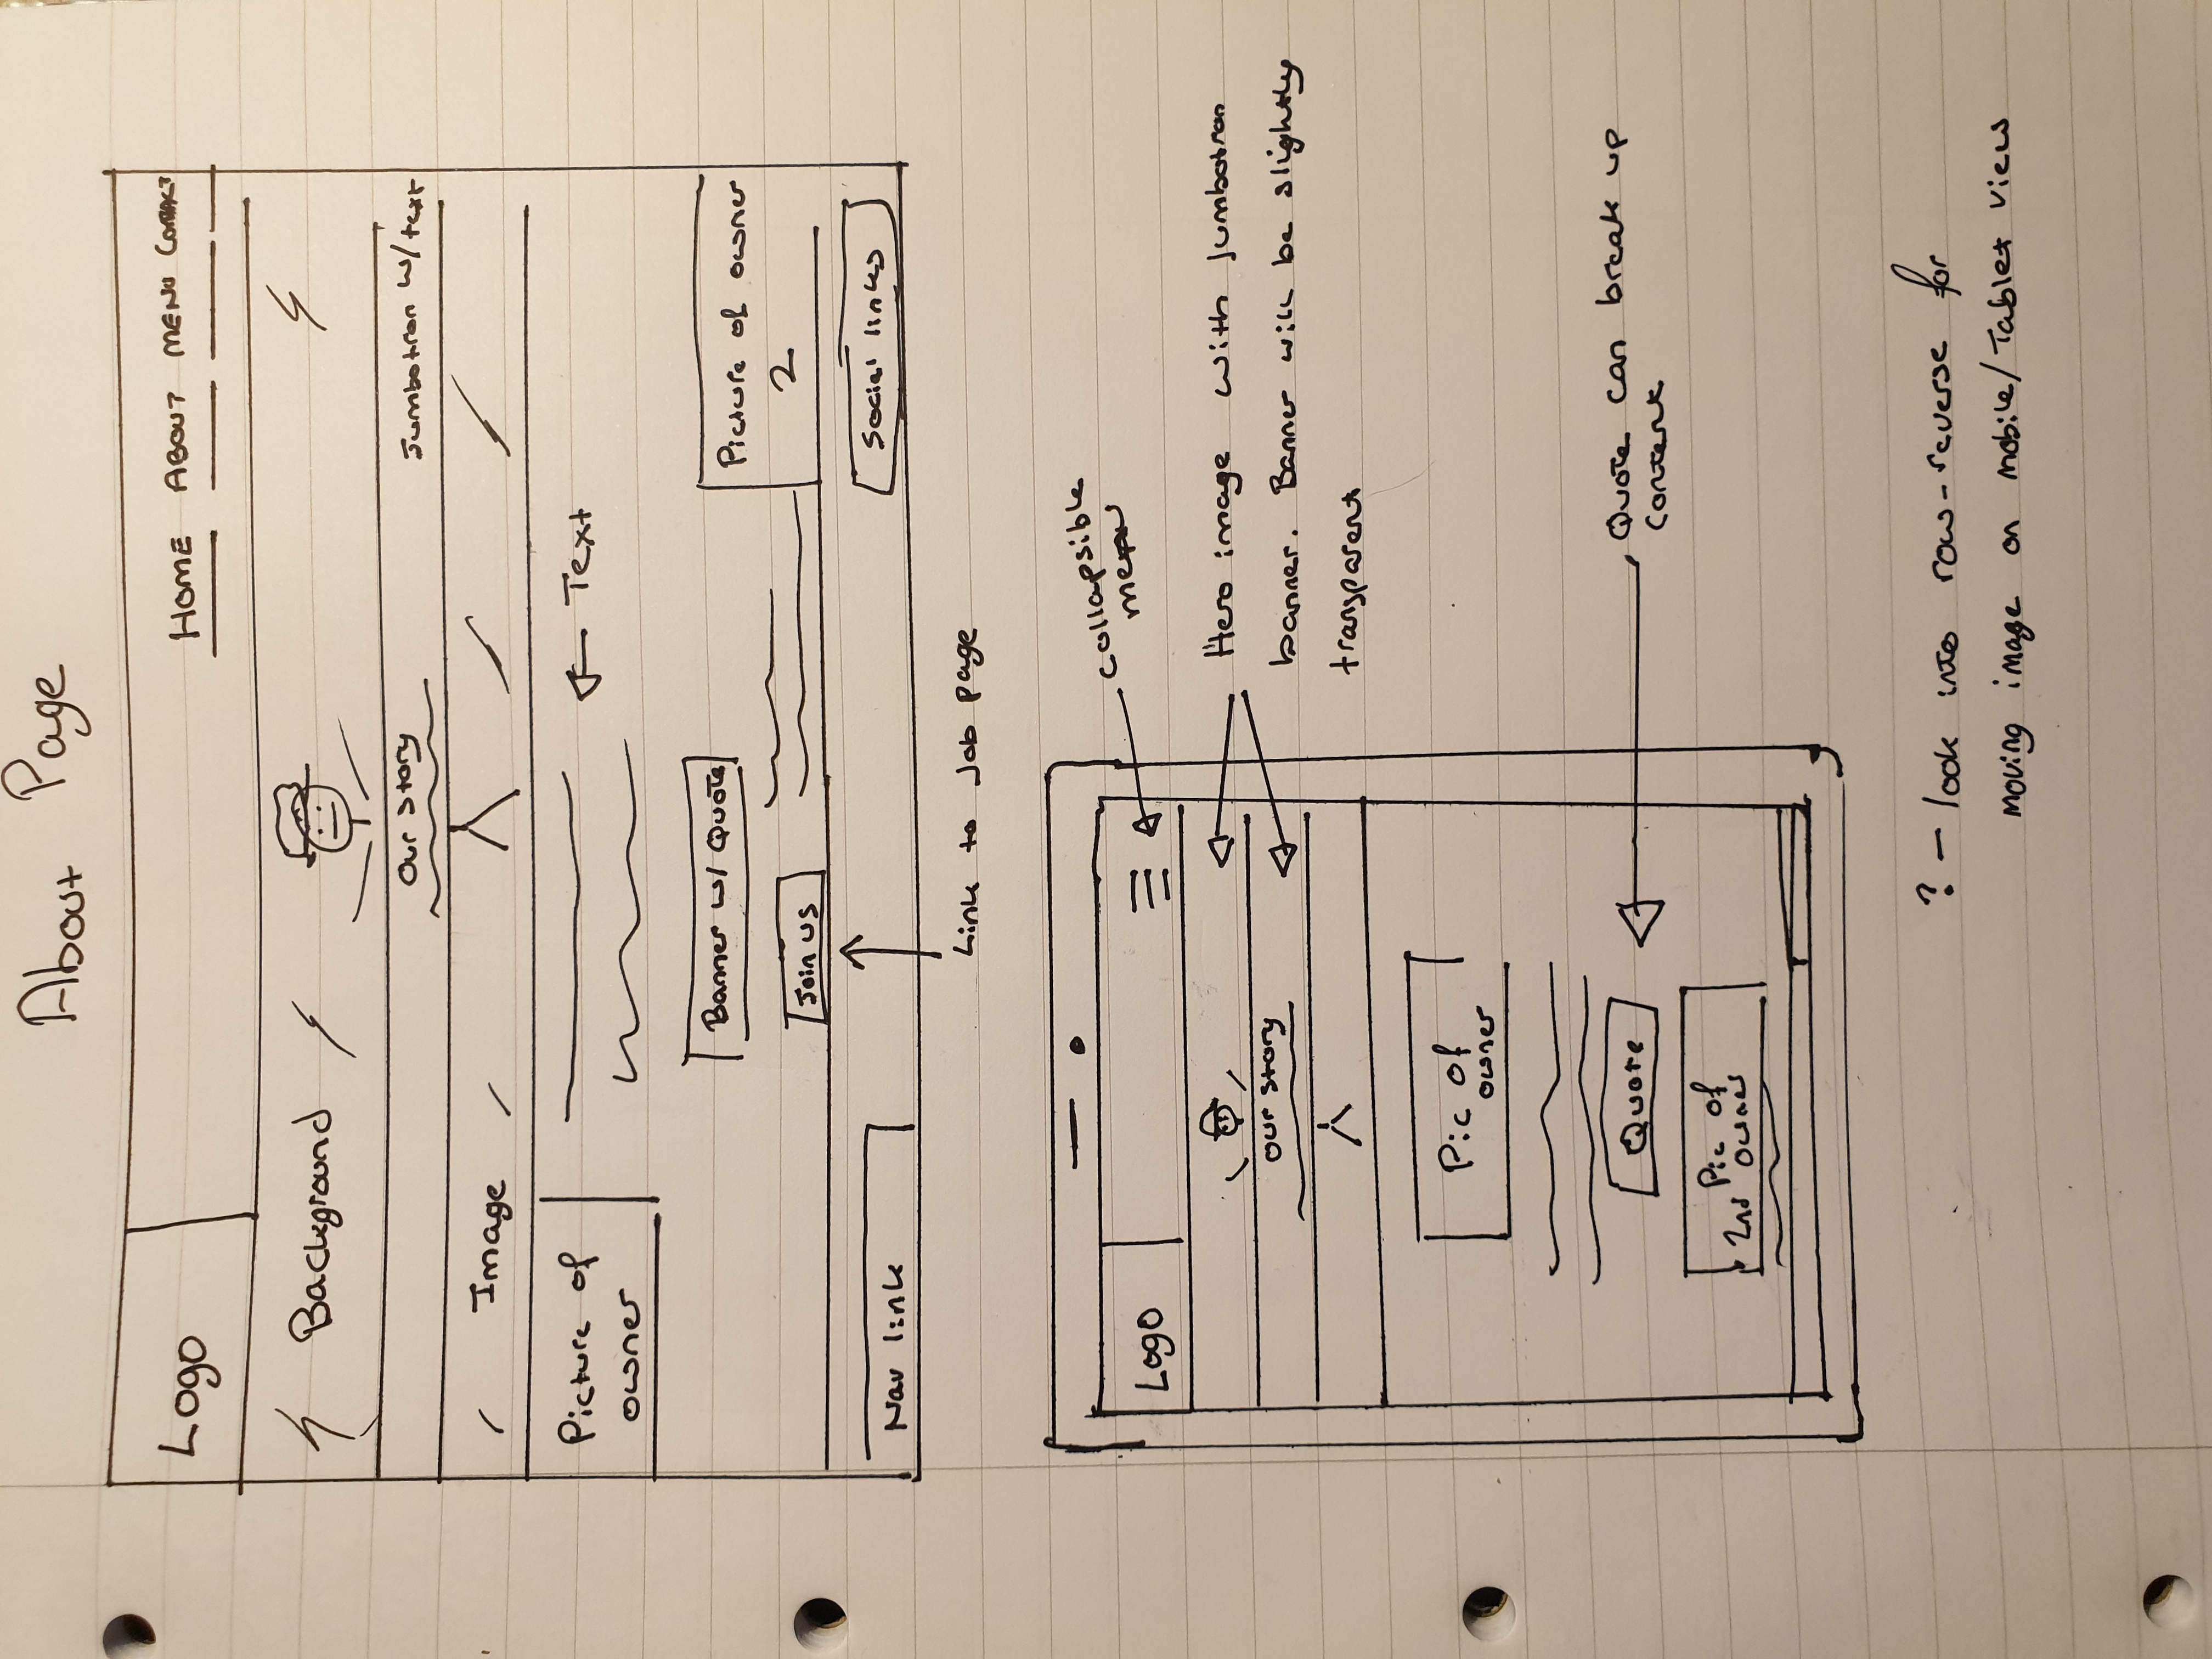 About Page
Logo
HOME ABOUT MENU CONTACT
Background
Our story
Jumbotron w/text
Image
Picture of
owner
Text
Banner w/ Quote
Picture of owner
2
Join us
Nav link
Social links
Link to Job page
Logo
collapsible
menu
our story
Hero image with Jumbotron
banner. Banner will be slightly
transparent
Pic of
owner
Quote
Quote can break up
content
Pic of
2nd owner
? - look into row-reverse for
moving image on mobile/Tablet view